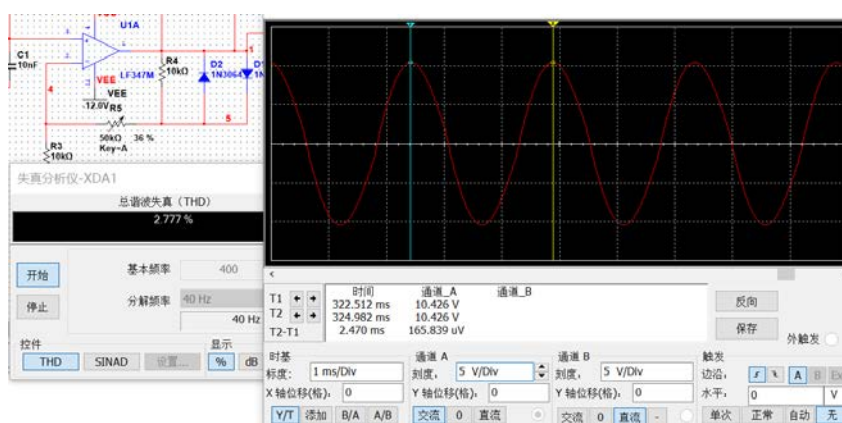 VCC
VCC
U1A
C1
10nF
LF347M
R4
10kΩ
D2
1N3064
D1
1N
1
4
VEE
VEE
-12.0V
R5
50kΩ
36 %
Key=A
5
R3
10kΩ
失真分析仪-XDA1
总谐波失真（THD）
2.777 %
开始
停止
基本频率
400
分解频率
40 Hz
40 Hz
控件
显示
THD
SINAD
设置...
%
dB
T1
T2
时间
通道_A
通道_B
322.512 ms
10.426 V
324.982 ms
10.426 V
T2-T1
2.470 ms
165.839 uV
反向
保存
外触发
时基
标度:
1 ms/Div
X 轴位移(格):
0
Y/T
添加
B/A
A/B
通道 A
刻度:
5 V/Div
Y 轴位移(格):
0
交流
0
直流
通道 B
刻度:
5 V/Div
Y 轴位移(格):
0
交流
0
直流
-
触发
边沿:
A
B
Ex
水平:
0
V
单次
正常
自动
无